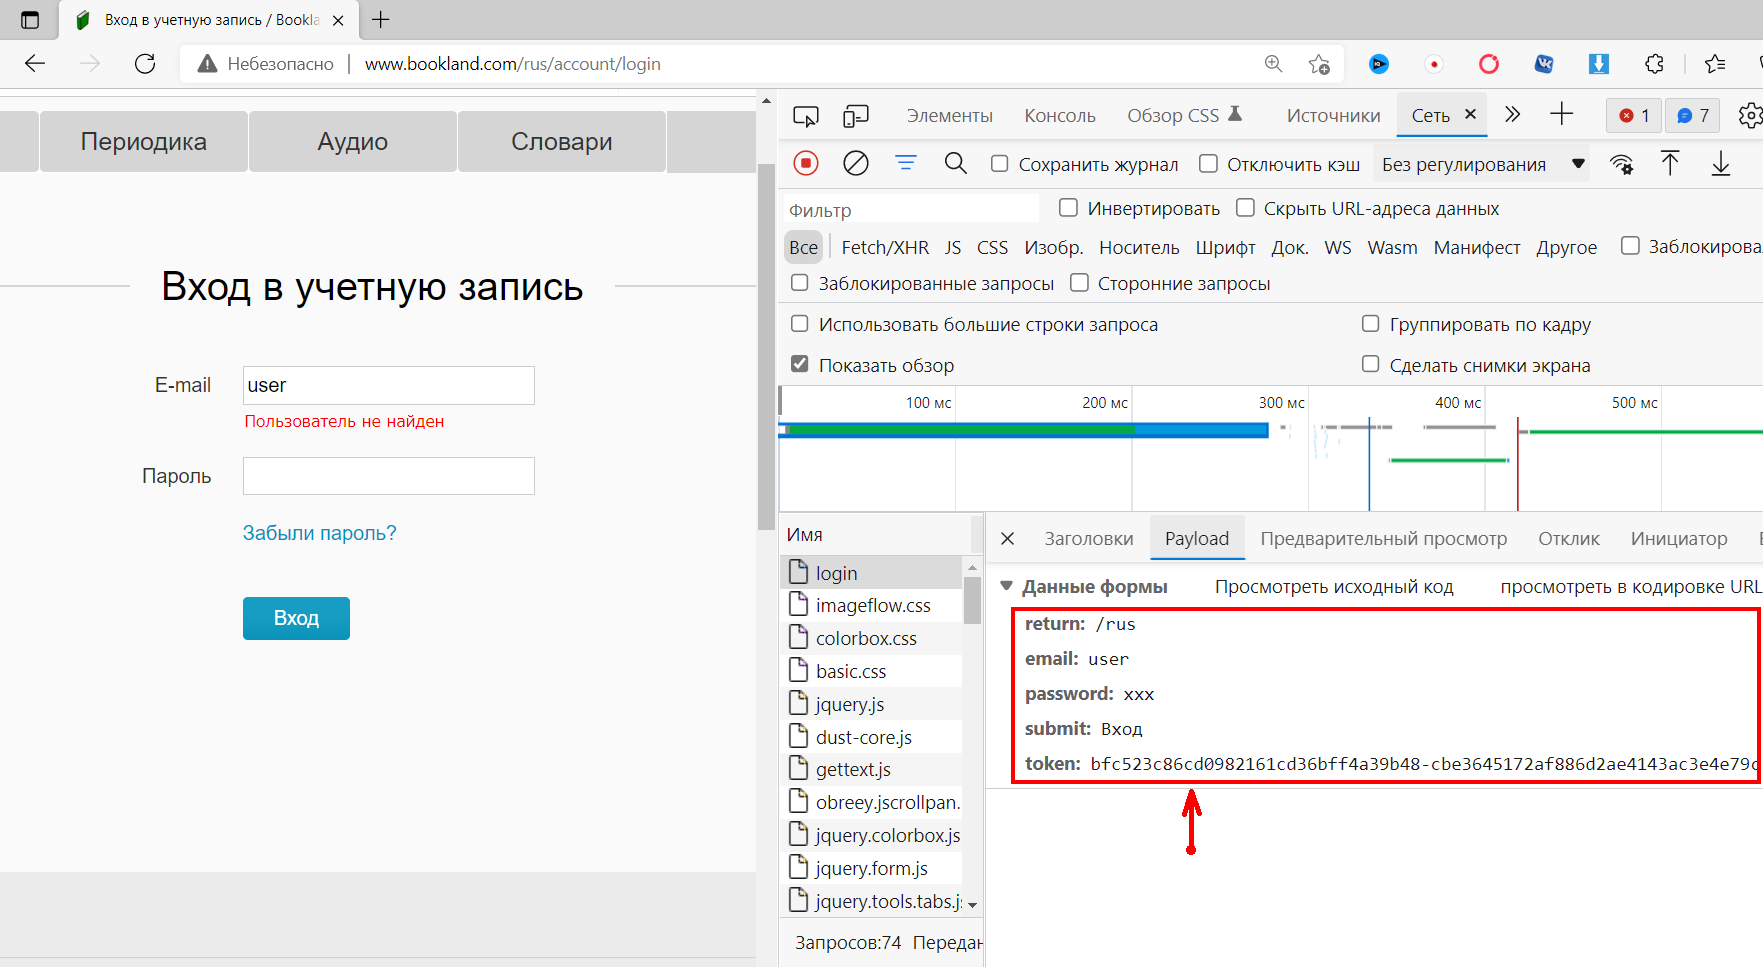 Вход в учетную запись / Bookla
Небезопасно | www.bookland.com/rus/account/login
Периодика Аудио Словари
Вход в учетную запись
E-mail user
Пользователь не найден
Пароль
Забыли пароль?
Вход
Элементы Консоль Обзор CSS Источники Сеть 1 7
Сохранить журнал Отключить кэш Без регулирования
Фильтр Инвертировать Скрыть URL-адреса данных
Все Fetch/XHR JS CSS Изобр. Носитель Шрифт Док. WS Wasm Манифест Другое Заблокирова
Заблокированные запросы Сторонние запросы
Использовать большие строки запроса Группировать по кадру
Показать обзор Сделать снимки экрана
100 мс 200 мс 300 мс 400 мс 500 мс
Имя
login
imageflow.css
colorbox.css
basic.css
jquery.js
dust-core.js
gettext.js
obreey.jscrollpan.
jquery.colorbox.js
jquery.form.js
jquery.tools.tabs.js
Запросов:74 Передан
Заголовки Payload Предварительный просмотр Отклик Инициатор
Данные формы Просмотреть исходный код просмотреть в кодировке URL
return: /rus
email: user
password: xxx
submit: Вход
token: bfc523c86cd0982161cd36bff4a39b48-cbe3645172af886d2ae4143ac3e4e79c